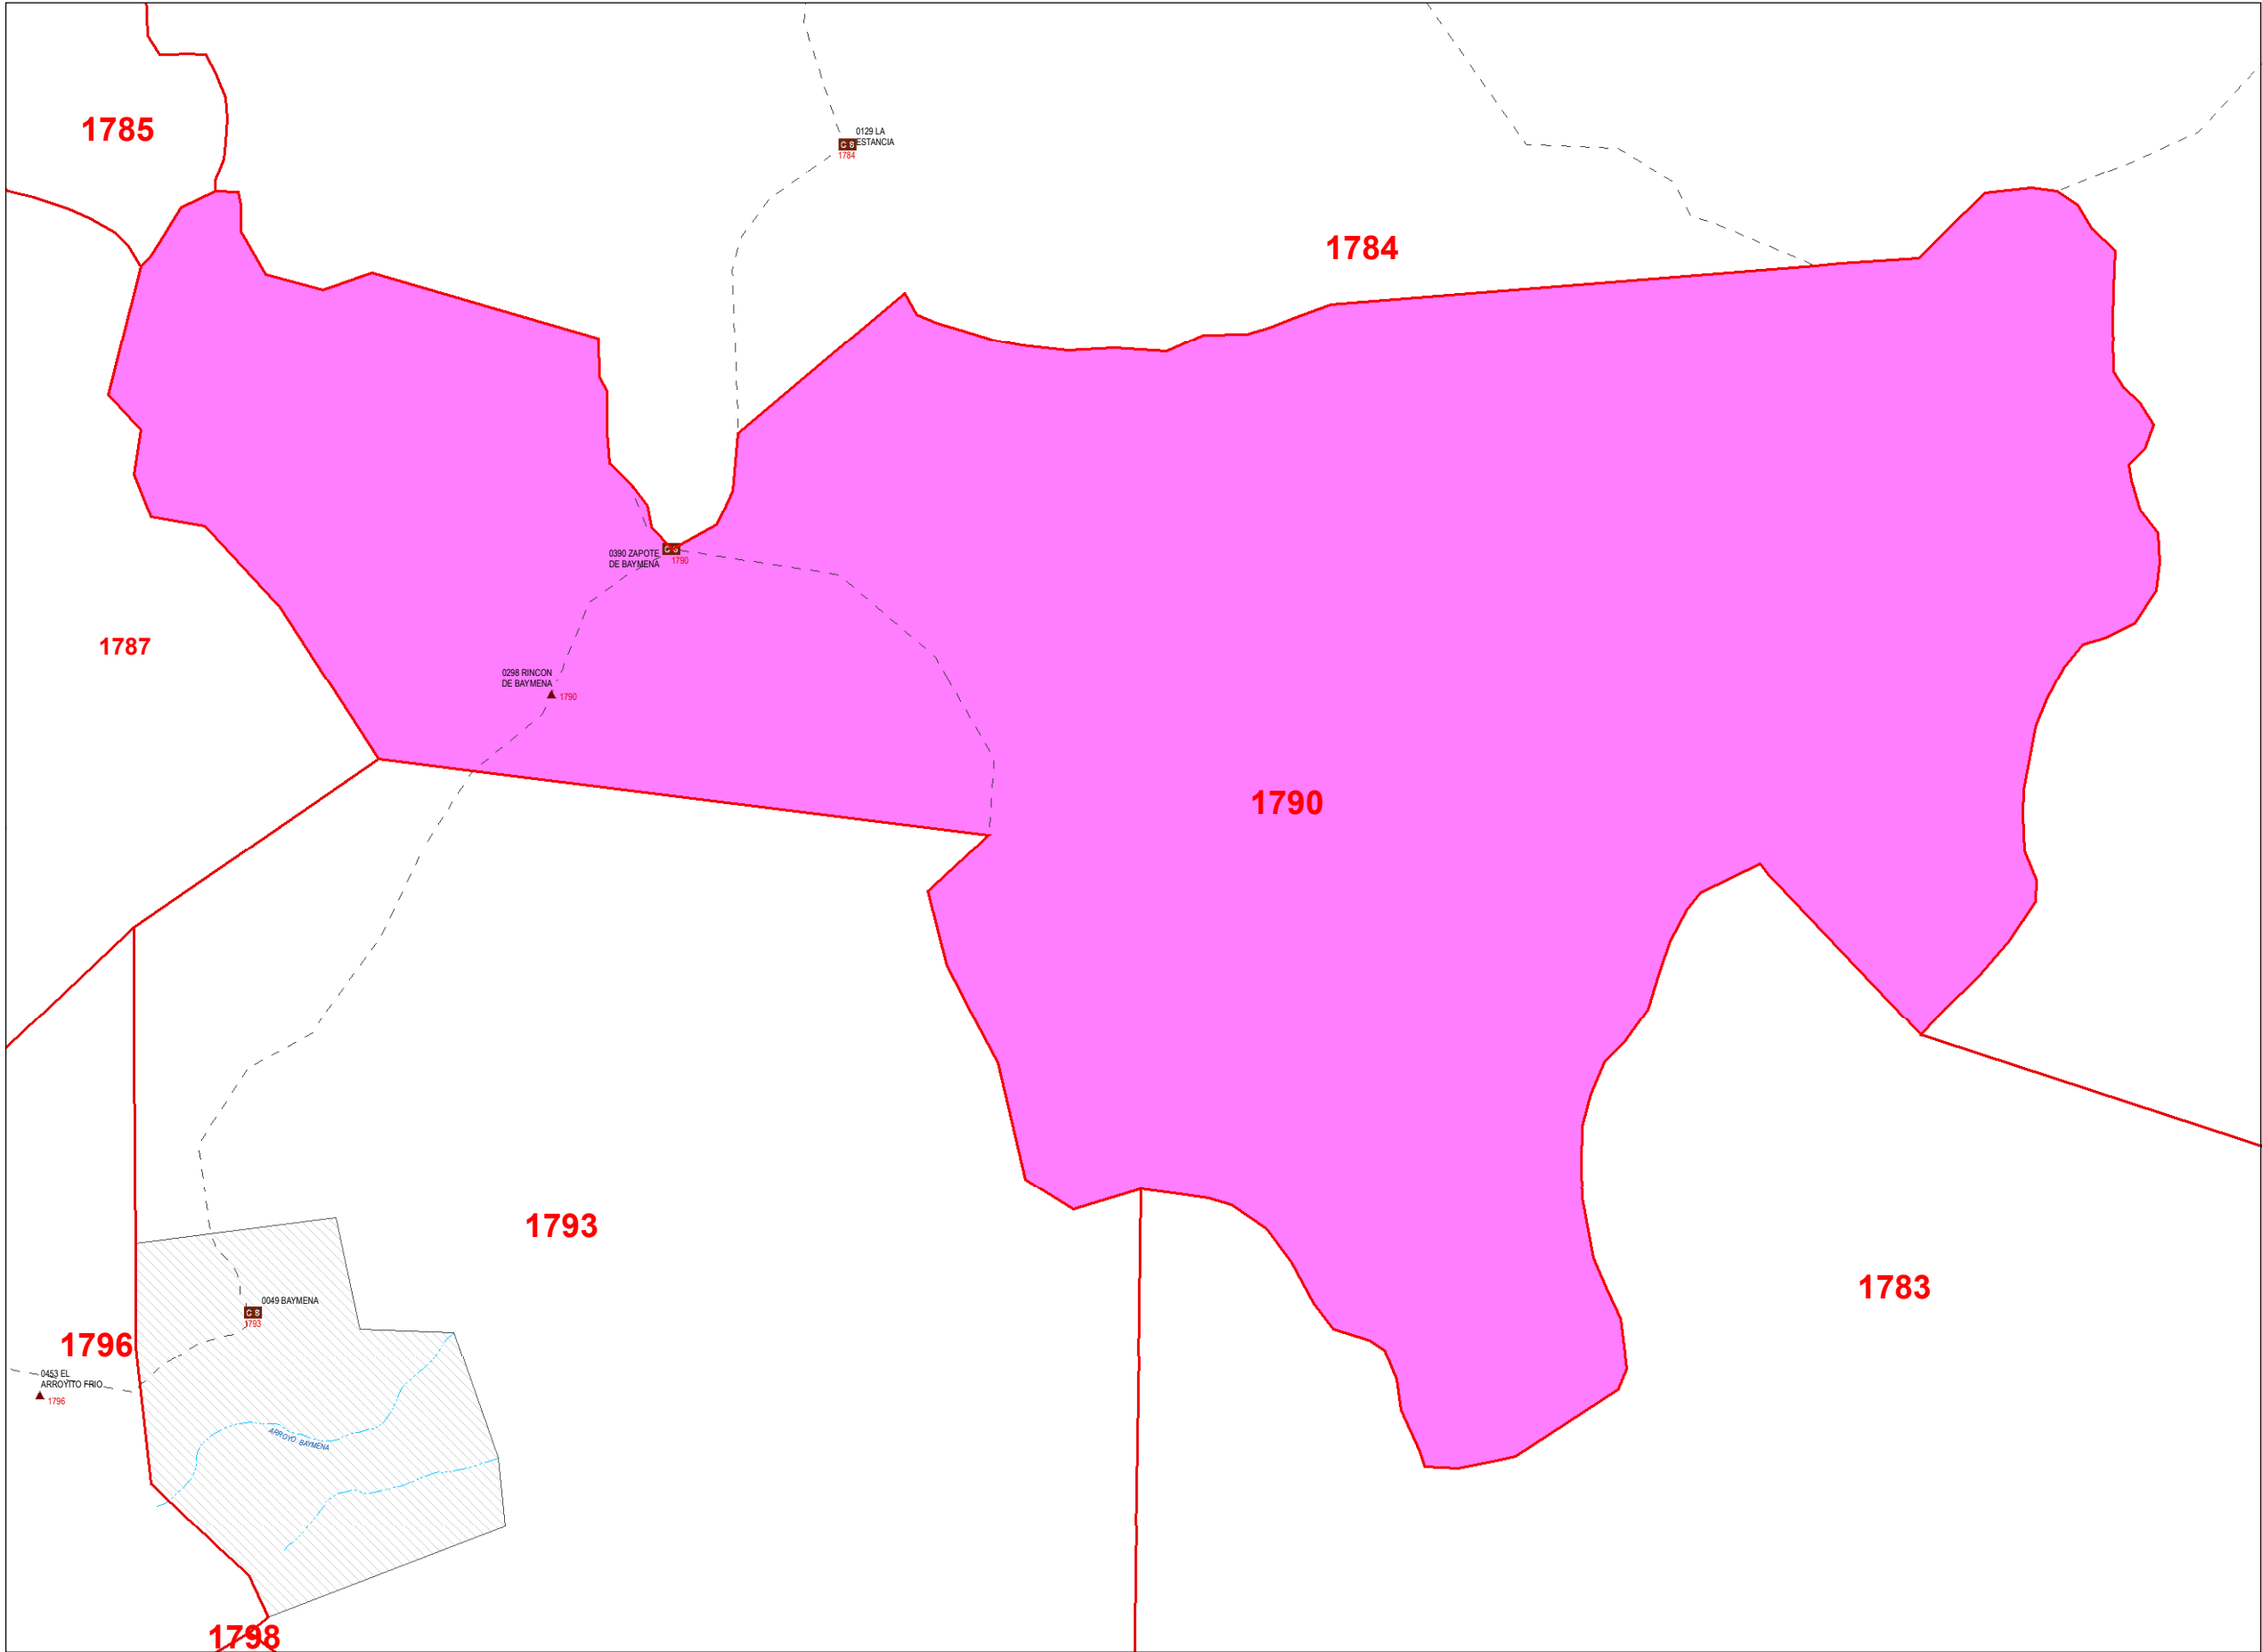 1785
0129 LA
C S ESTANCIA
1784
1784
0390 ZAPOTE
DE BAYMENA
C S
1790
1787
0298 RINCON
DE BAYMENA
1790
1790
1793
0049 BAYMENA
C S
1793
1783
1796
0453 EL
ARROYITO FRIO
1796
ARROYO BAYMENA
1798